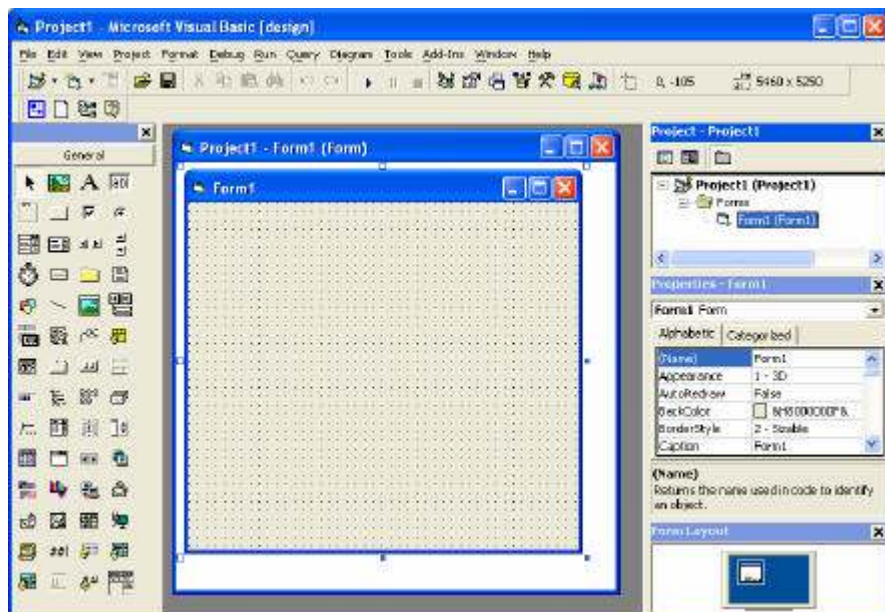 Project1 - Microsoft Visual Basic [design]
File Edit View Project Format Debug Run Query Diagram Tools Add-Ins Window Help
0, -105 5460 x 5250
General
Project1 - Form1 (Form)
Form1
Project - Project1
Project1 (Project1)
Forms
Form1 (Form1)
Properties - Form1
Form1 Form
Alphabetic Categorized
(Name) Form1
Appearance 1 - 3D
AutoRedraw False
BackColor
BorderStyle 2 - Sizable
Caption Form1
(Name)
Returns the name used in code to identify
an object.
Form Layout